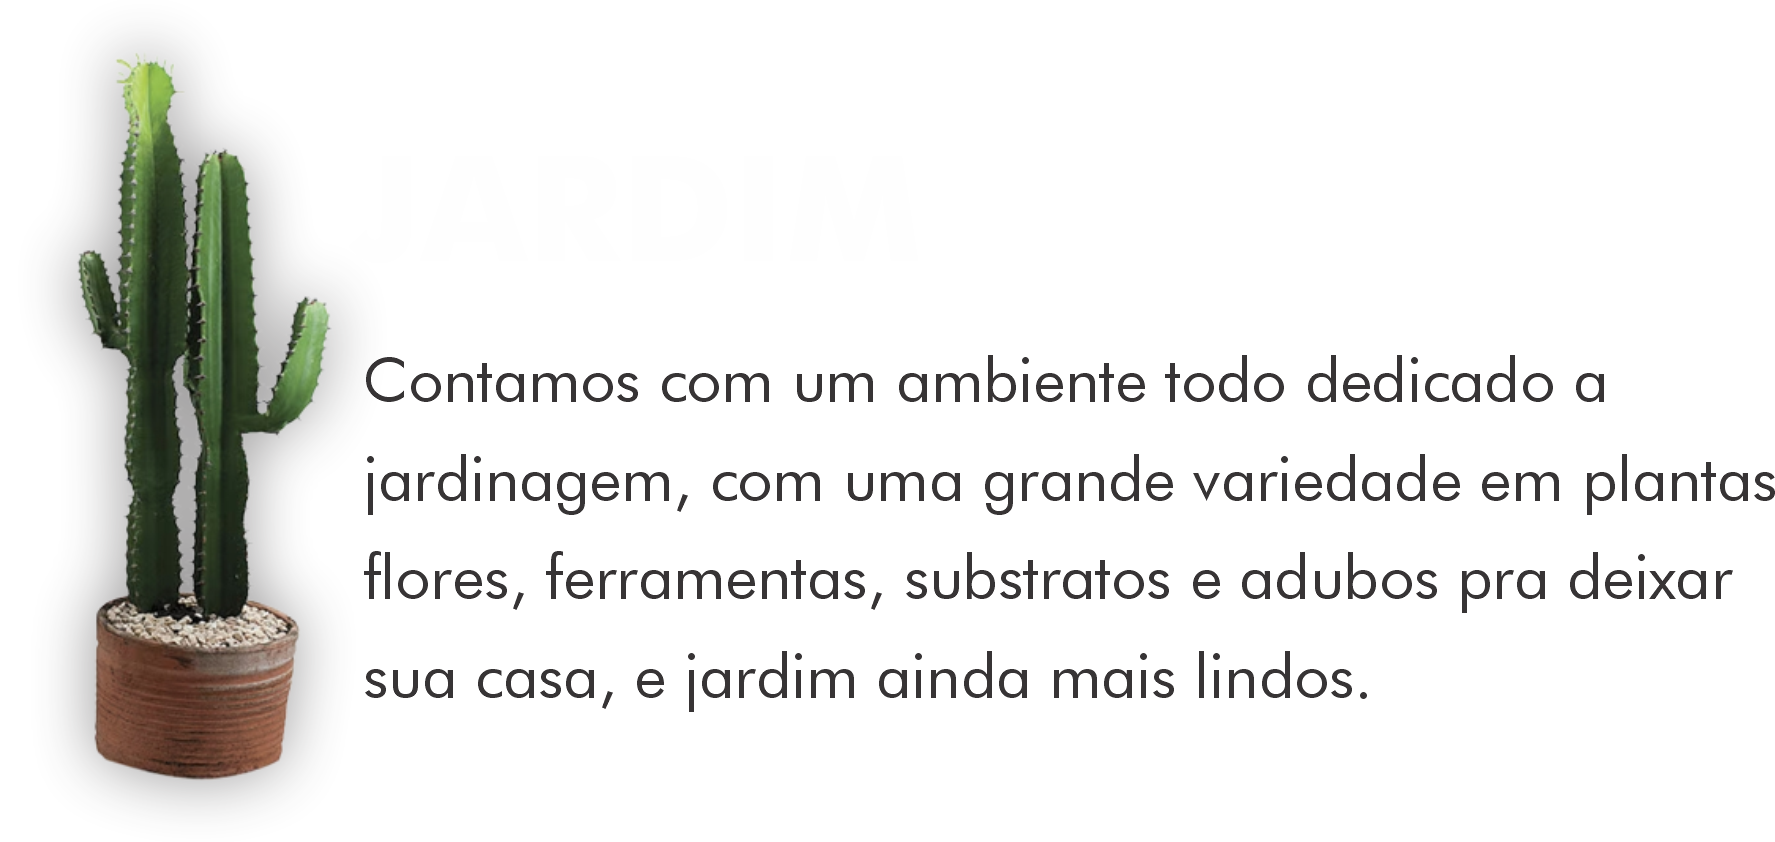 JARDIM
Contamos com um ambiente todo dedicado a
jardinagem, com uma grande variedade em plantas
flores, ferramentas, substratos e adubos pra deixar
sua casa, e jardim ainda mais lindos.